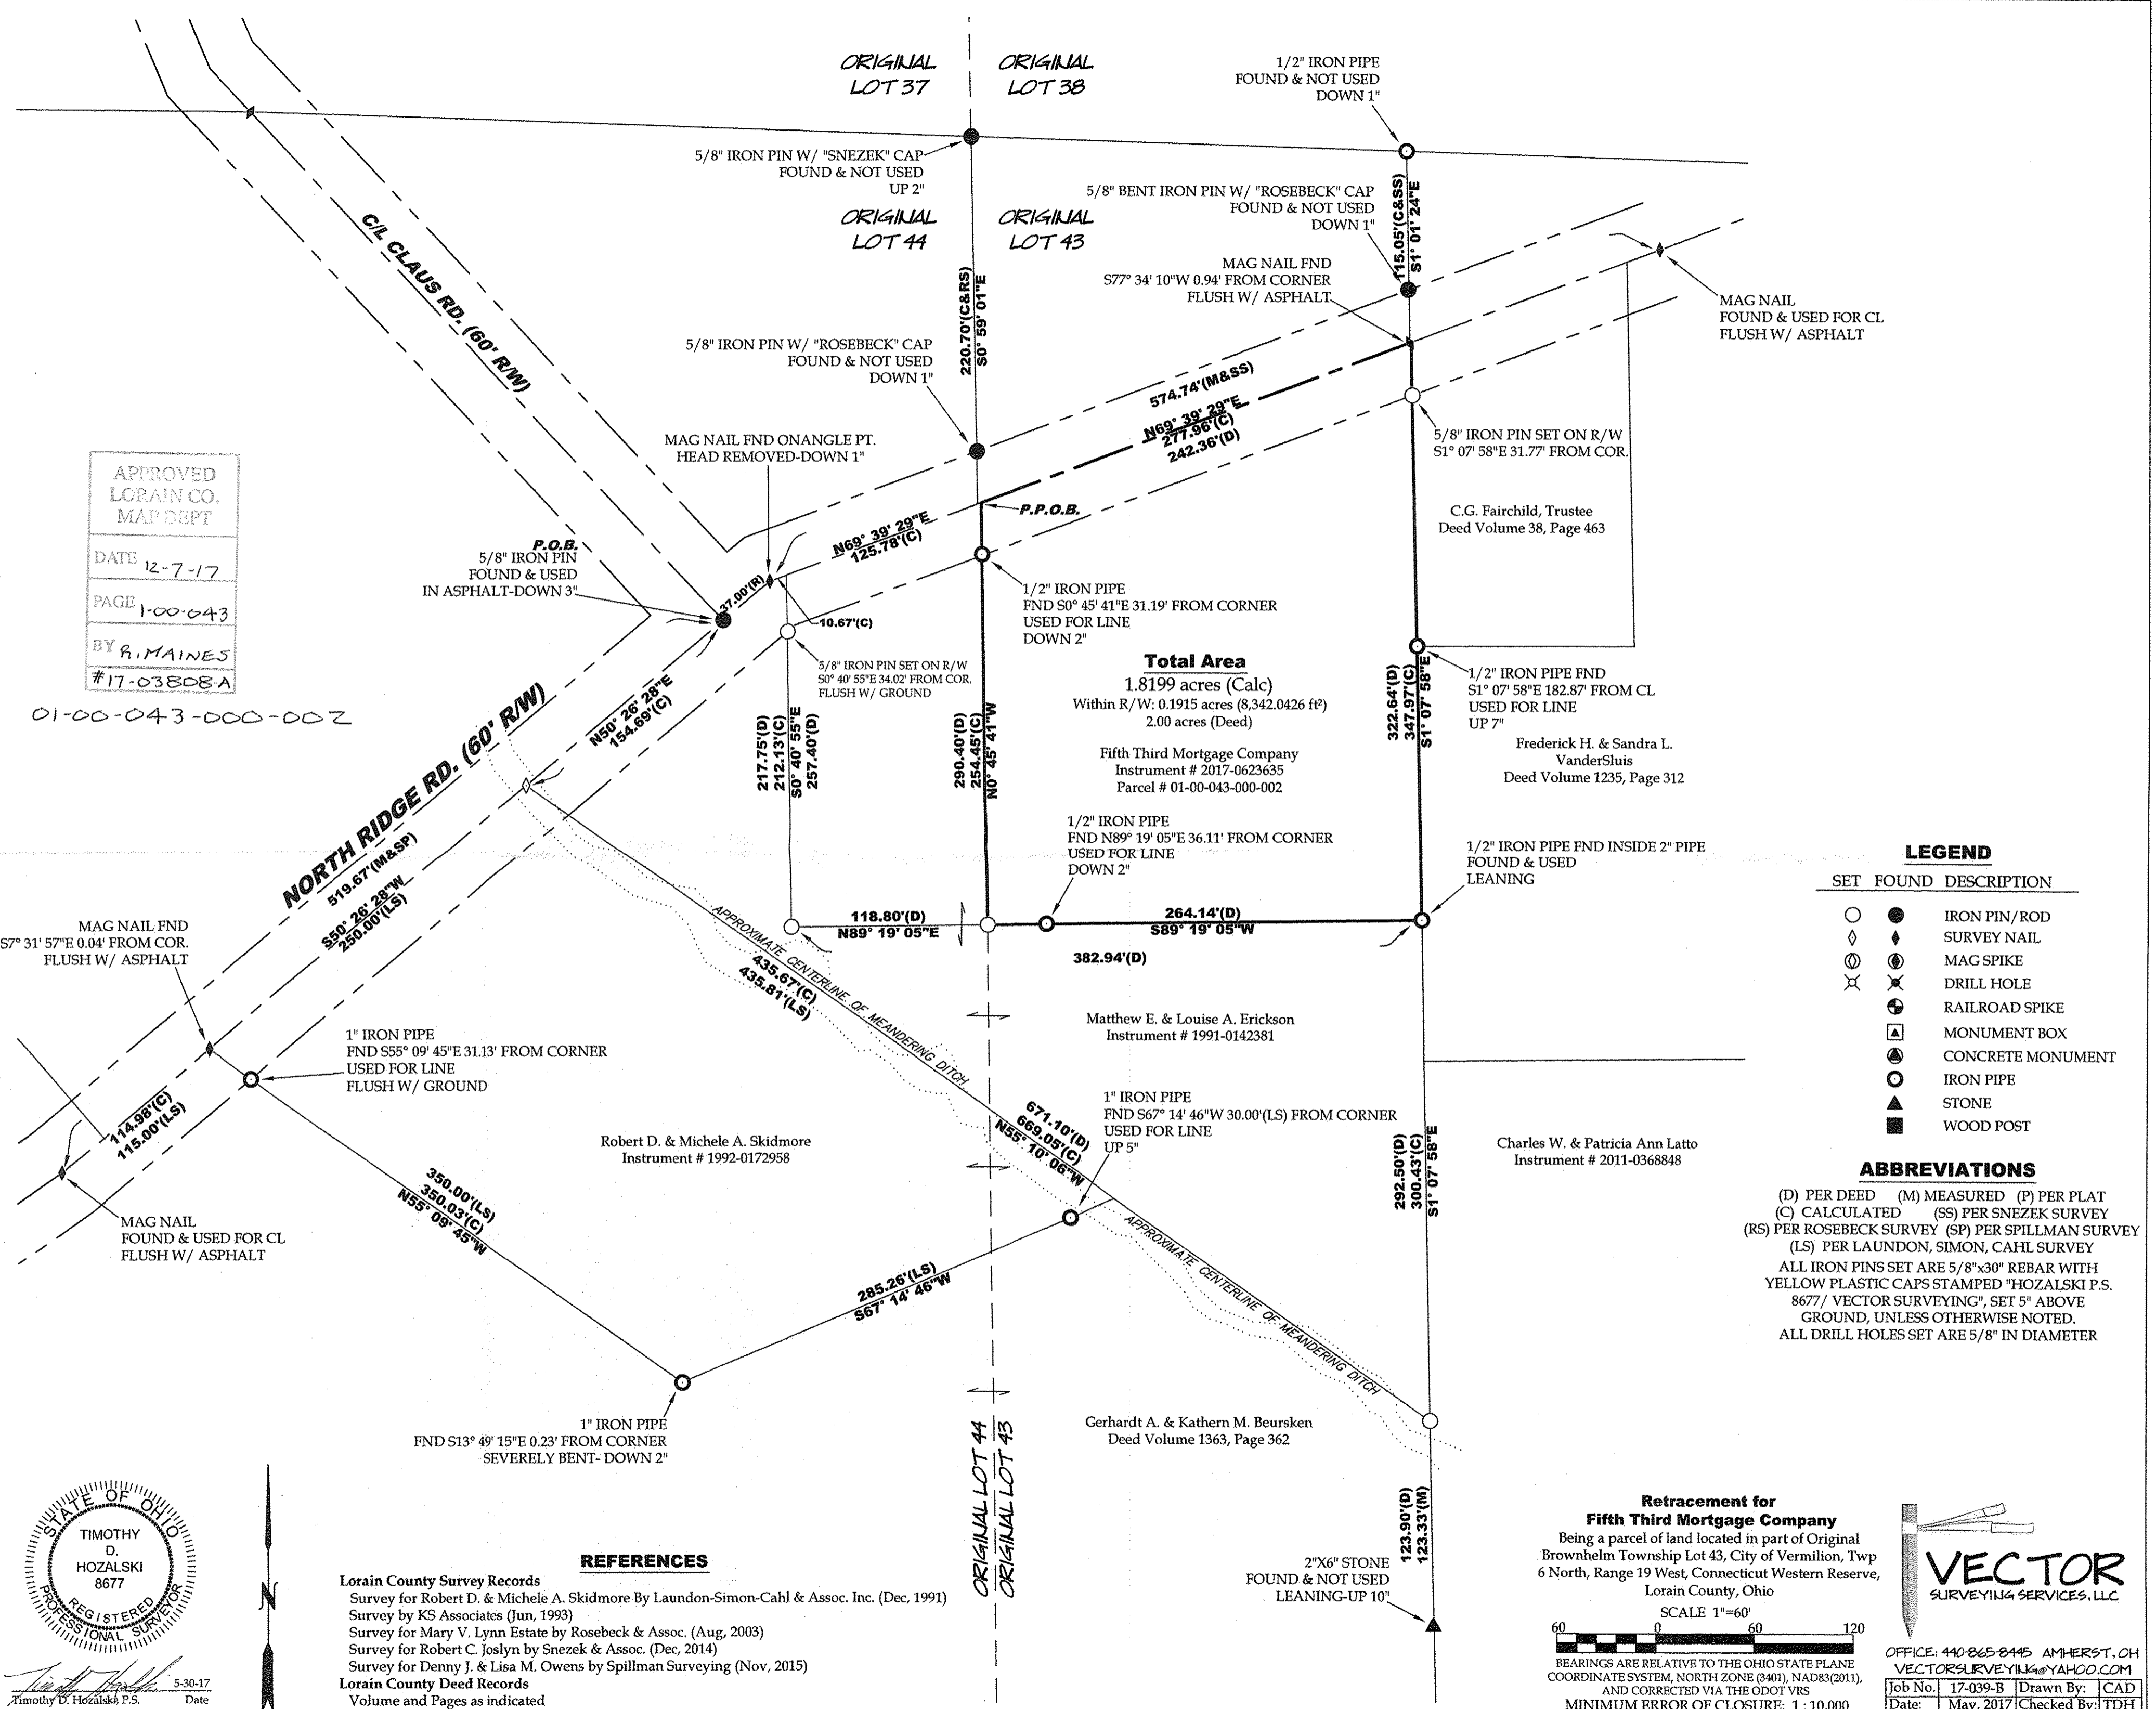 ORIGINAL
LOT 37
ORIGINAL
LOT 38
1/2" IRON PIPE
FOUND & NOT USED
DOWN 1"
5/8" IRON PIN W/ "SNEZEK" CAP
FOUND & NOT USED
UP 2"
5/8" BENT IRON PIN W/ "ROSEBECK" CAP
FOUND & NOT USED
DOWN 1"
115.05'(C&SS)
S1° 01' 24"E
ORIGINAL
LOT 44
ORIGINAL
LOT 43
C/L CLAUS RD. (60' R/W)
MAG NAIL FND
S77° 34' 10"W 0.94' FROM CORNER
FLUSH W/ ASPHALT
MAG NAIL
FOUND & USED FOR CL
FLUSH W/ ASPHALT
220.70'(C&RS)
S0° 59' 01"E
5/8" IRON PIN W/ "ROSEBECK" CAP
FOUND & NOT USED
DOWN 1"
574.74'(M&SS)
N69° 39' 29"E
277.96'(C)
242.36'(D)
MAG NAIL FND ONANGLE PT.
HEAD REMOVED-DOWN 1"
5/8" IRON PIN SET ON R/W
S1° 07' 58"E 31.77' FROM COR.
C.G. Fairchild, Trustee
Deed Volume 38, Page 463
APPROVED
LORAIN CO.
MAP DEPT
DATE 12-7-17
PAGE 1-00-043
BY R. MAINES
#17-03808-A
01-00-043-000-002
P.P.O.B.
N69° 39' 29"E
125.78'(C)
P.O.B.
5/8" IRON PIN
FOUND & USED
IN ASPHALT-DOWN 3"
37.00'(R)
10.67'(C)
1/2" IRON PIPE
FND S0° 45' 41"E 31.19' FROM CORNER
USED FOR LINE
DOWN 2"
5/8" IRON PIN SET ON R/W
S0° 40' 55"E 34.02' FROM COR.
FLUSH W/ GROUND
Total Area
1.8199 acres (Calc)
Within R/W: 0.1915 acres (8,342.0426 ft²)
2.00 acres (Deed)
Fifth Third Mortgage Company
Instrument # 2017-0623635
Parcel # 01-00-043-000-002
1/2" IRON PIPE FND
S1° 07' 58"E 182.87' FROM CL
USED FOR LINE
UP 7"
322.64'(D)
347.97'(C)
S1° 07' 58"E
Frederick H. & Sandra L.
VanderSluis
Deed Volume 1235, Page 312
217.75'(D)
212.13'(C)
S0° 40' 55"E
257.40'(D)
290.40'(D)
254.45'(C)
N0° 45' 41"W
N50° 26' 28"E
154.69'(C)
NORTH RIDGE RD. (60' R/W)
519.67'(M&SP)
S50° 26' 28"W
250.00'(LS)
1/2" IRON PIPE
FND N89° 19' 05"E 36.11' FROM CORNER
USED FOR LINE
DOWN 2"
1/2" IRON PIPE FND INSIDE 2" PIPE
FOUND & USED
LEANING
118.80'(D)
N89° 19' 05"E
264.14'(D)
S89° 19' 05"W
382.94'(D)
MAG NAIL FND
S7° 31' 57"E 0.04' FROM COR.
FLUSH W/ ASPHALT
APPROXIMATE CENTERLINE OF MEANDERING DITCH
435.67'(C)
435.81'(LS)
Matthew E. & Louise A. Erickson
Instrument # 1991-0142381
1" IRON PIPE
FND S55° 09' 45"E 31.13' FROM CORNER
USED FOR LINE
FLUSH W/ GROUND
114.98'(C)
115.00'(LS)
MAG NAIL
FOUND & USED FOR CL
FLUSH W/ ASPHALT
Robert D. & Michele A. Skidmore
Instrument # 1992-0172958
671.10'(D)
669.05'(C)
N55° 10' 06"W
1" IRON PIPE
FND S67° 14' 46"W 30.00'(LS) FROM CORNER
USED FOR LINE
UP 5"
292.50'(D)
300.43'(C)
S1° 07' 58"E
Charles W. & Patricia Ann Latto
Instrument # 2011-0368848
350.00'(LS)
350.03'(C)
N55° 09' 45"W
285.26'(LS)
S67° 14' 46"W
APPROXIMATE CENTERLINE OF MEANDERING DITCH
1" IRON PIPE
FND S13° 49' 15"E 0.23' FROM CORNER
SEVERELY BENT- DOWN 2"
Gerhardt A. & Kathern M. Beursken
Deed Volume 1363, Page 362
ORIGINAL LOT 44
ORIGINAL LOT 43
123.90'(D)
123.33'(M)
2"X6" STONE
FOUND & NOT USED
LEANING-UP 10"
LEGEND
SET FOUND DESCRIPTION
IRON PIN/ROD
SURVEY NAIL
MAG SPIKE
DRILL HOLE
RAILROAD SPIKE
MONUMENT BOX
CONCRETE MONUMENT
IRON PIPE
STONE
WOOD POST
ABBREVIATIONS
(D) PER DEED (M) MEASURED (P) PER PLAT
(C) CALCULATED (SS) PER SNEZEK SURVEY
(RS) PER ROSEBECK SURVEY (SP) PER SPILLMAN SURVEY
(LS) PER LAUNDON, SIMON, CAHL SURVEY
ALL IRON PINS SET ARE 5/8"x30" REBAR WITH
YELLOW PLASTIC CAPS STAMPED "HOZALSKI P.S.
8677/ VECTOR SURVEYING", SET 5" ABOVE
GROUND, UNLESS OTHERWISE NOTED.
ALL DRILL HOLES SET ARE 5/8" IN DIAMETER
STATE OF OHIO
TIMOTHY
D.
HOZALSKI
8677
REGISTERED
PROFESSIONAL SURVEYOR
Timothy D. Hozalski, P.S.
5-30-17
Date
N
REFERENCES
Lorain County Survey Records
Survey for Robert D. & Michele A. Skidmore By Laundon-Simon-Cahl & Assoc. Inc. (Dec, 1991)
Survey by KS Associates (Jun, 1993)
Survey for Mary V. Lynn Estate by Rosebeck & Assoc. (Aug, 2003)
Survey for Robert C. Joslyn by Snezek & Assoc. (Dec, 2014)
Survey for Denny J. & Lisa M. Owens by Spillman Surveying (Nov, 2015)
Lorain County Deed Records
Volume and Pages as indicated
Retracement for
Fifth Third Mortgage Company
Being a parcel of land located in part of Original
Brownhelm Township Lot 43, City of Vermilion, Twp
6 North, Range 19 West, Connecticut Western Reserve,
Lorain County, Ohio
SCALE 1"=60'
60 0 60 120
BEARINGS ARE RELATIVE TO THE OHIO STATE PLANE
COORDINATE SYSTEM, NORTH ZONE (3401), NAD83(2011),
AND CORRECTED VIA THE ODOT VRS
MINIMUM ERROR OF CLOSURE: 1 : 10,000
VECTOR
SURVEYING SERVICES, LLC
OFFICE: 440-865-8445 AMHERST, OH
VECTORSURVEYING@YAHOO.COM
Job No. 17-039-B Drawn By: CAD
Date: May, 2017 Checked By: TDH